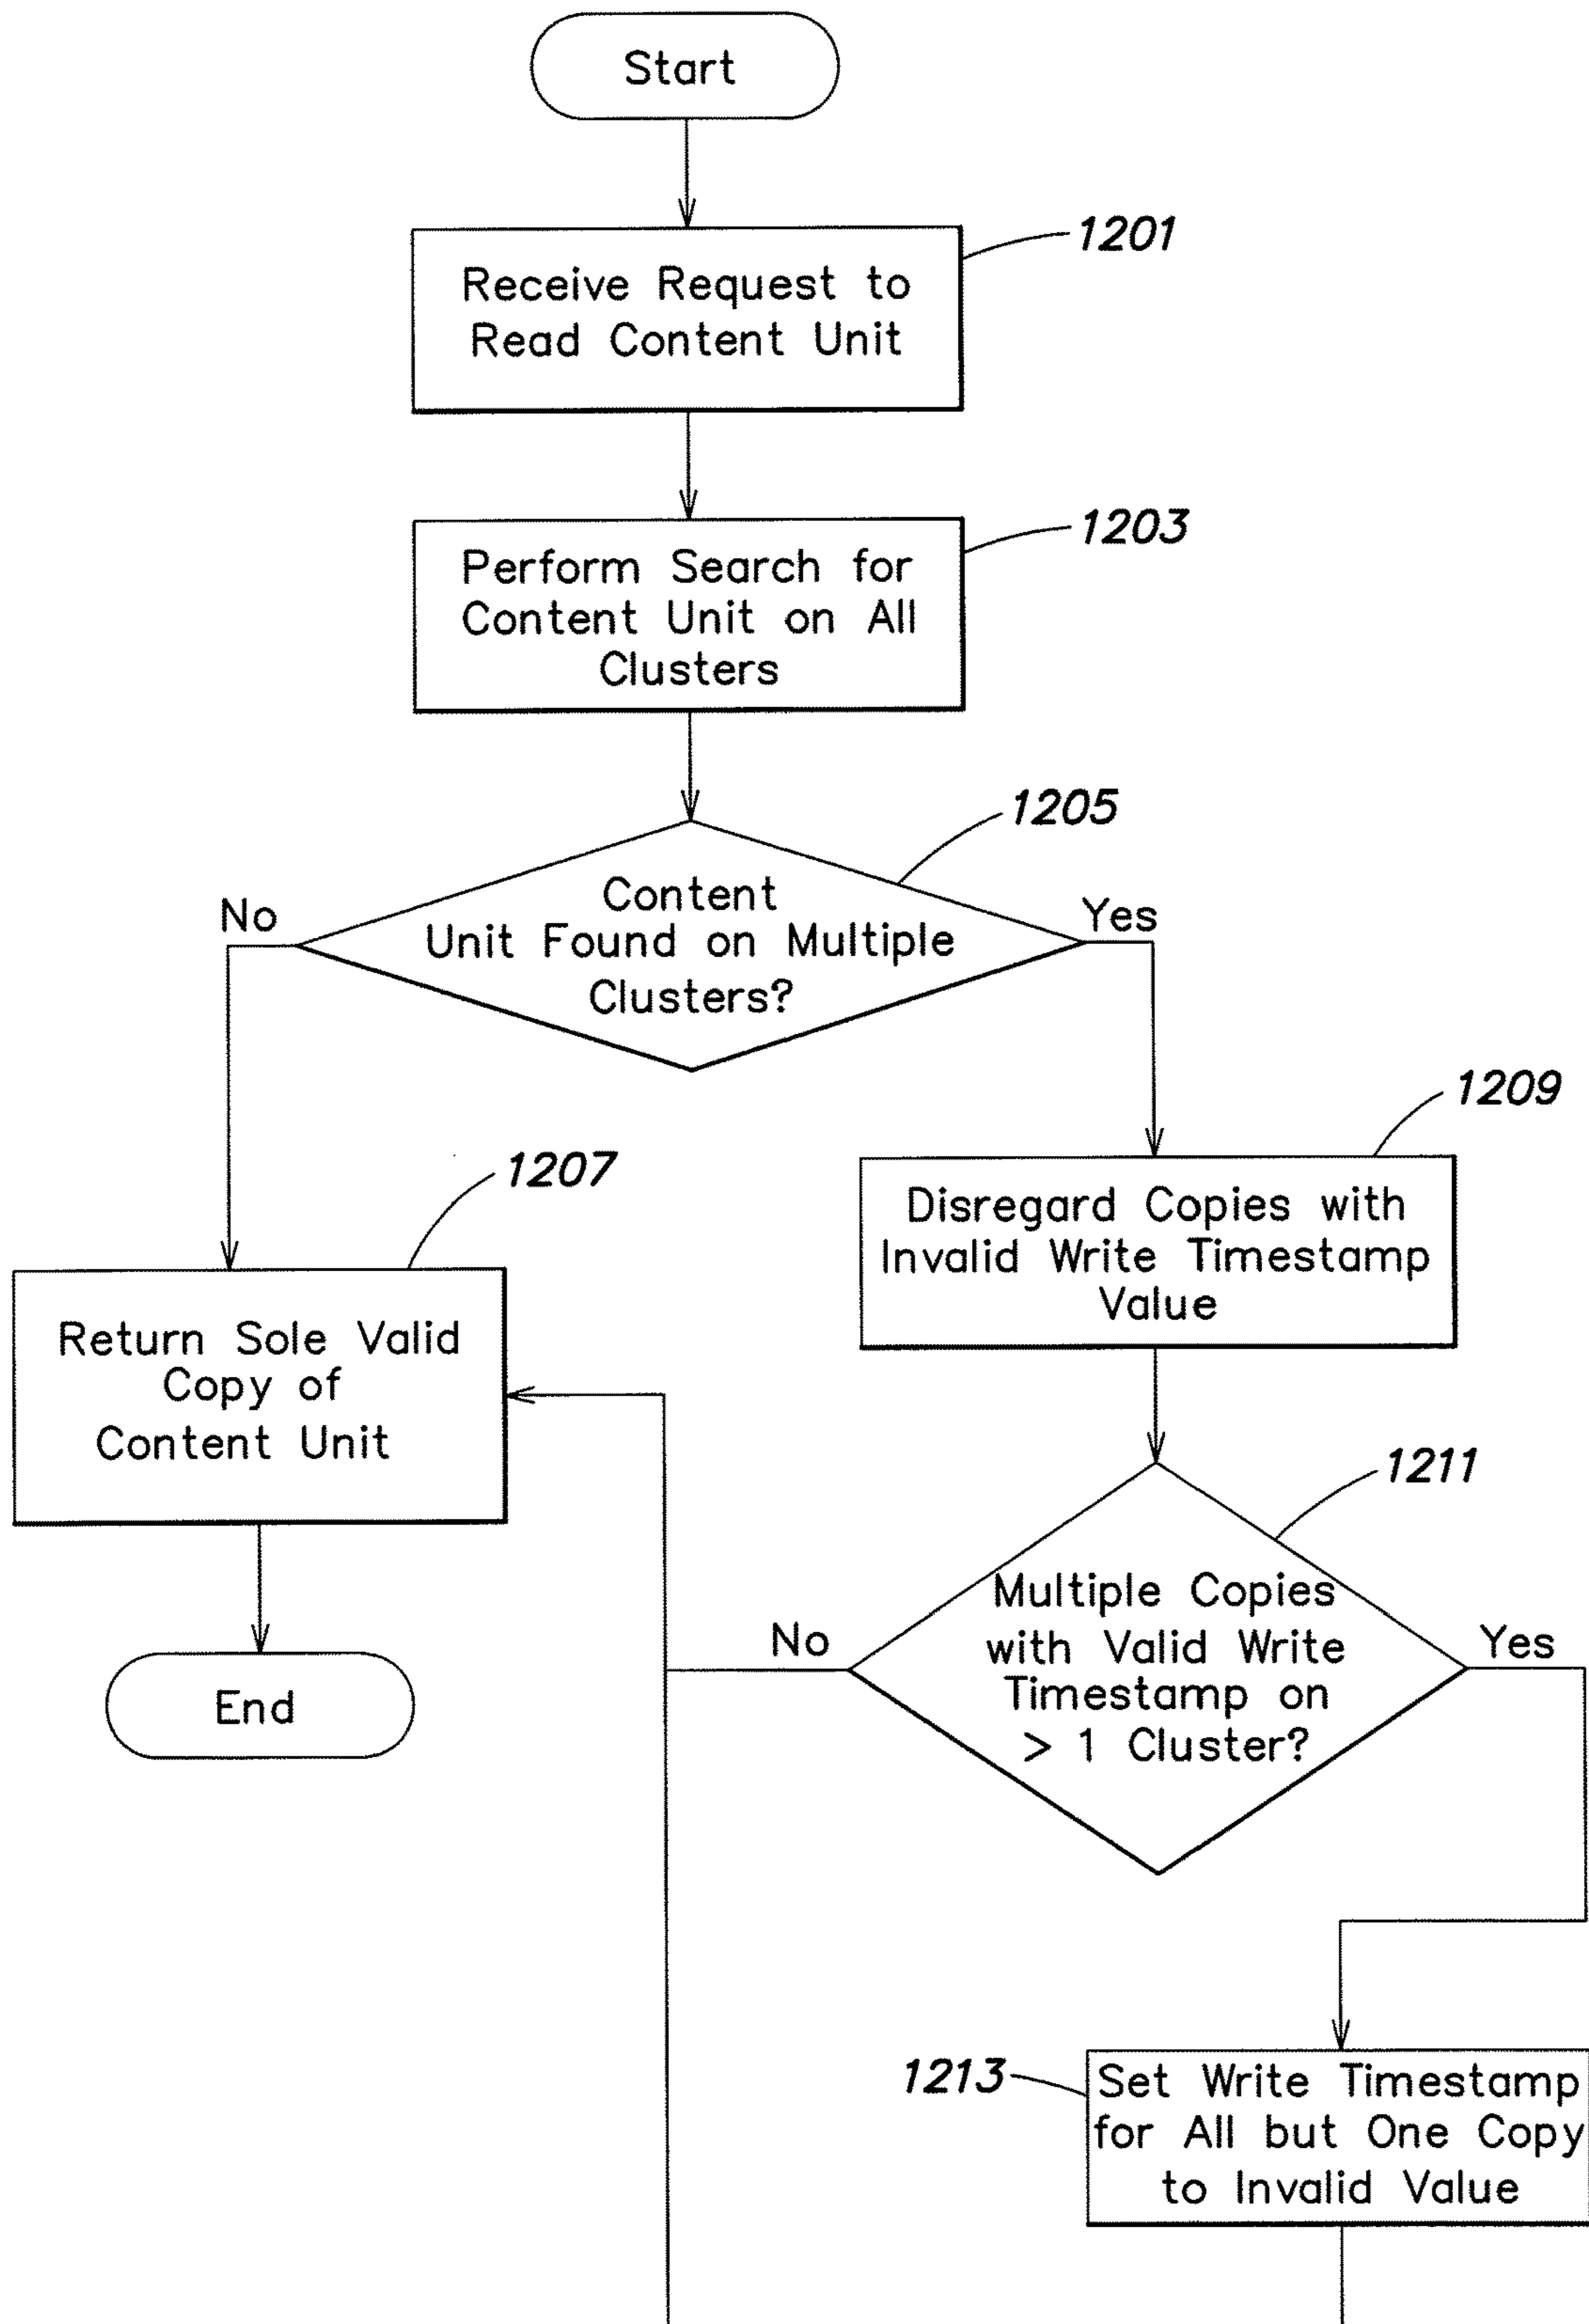 Start
1201
Receive Request to
Read Content Unit
1203
Perform Search for
Content Unit on All
Clusters
1205
No
Content
Unit Found on Multiple
Clusters?
Yes
1209
1207
Disregard Copies with
Invalid Write Timestamp
Value
Return Sole Valid
Copy of
Content Unit
1211
Multiple Copies
with Valid Write
Timestamp on
> 1 Cluster?
No
Yes
End
1213
Set Write Timestamp
for All but One Copy
to Invalid Value